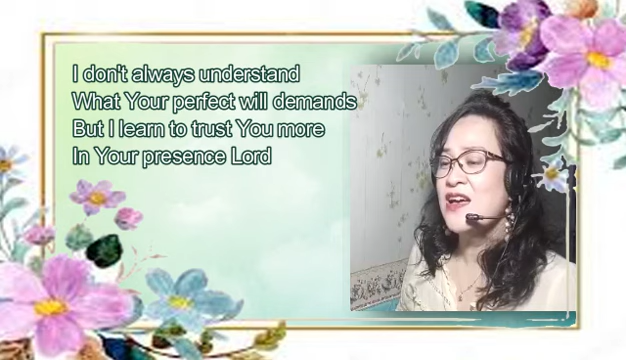 I don't always understand
What Your perfect will demands
But I learn to trust You more
In Your presence Lord